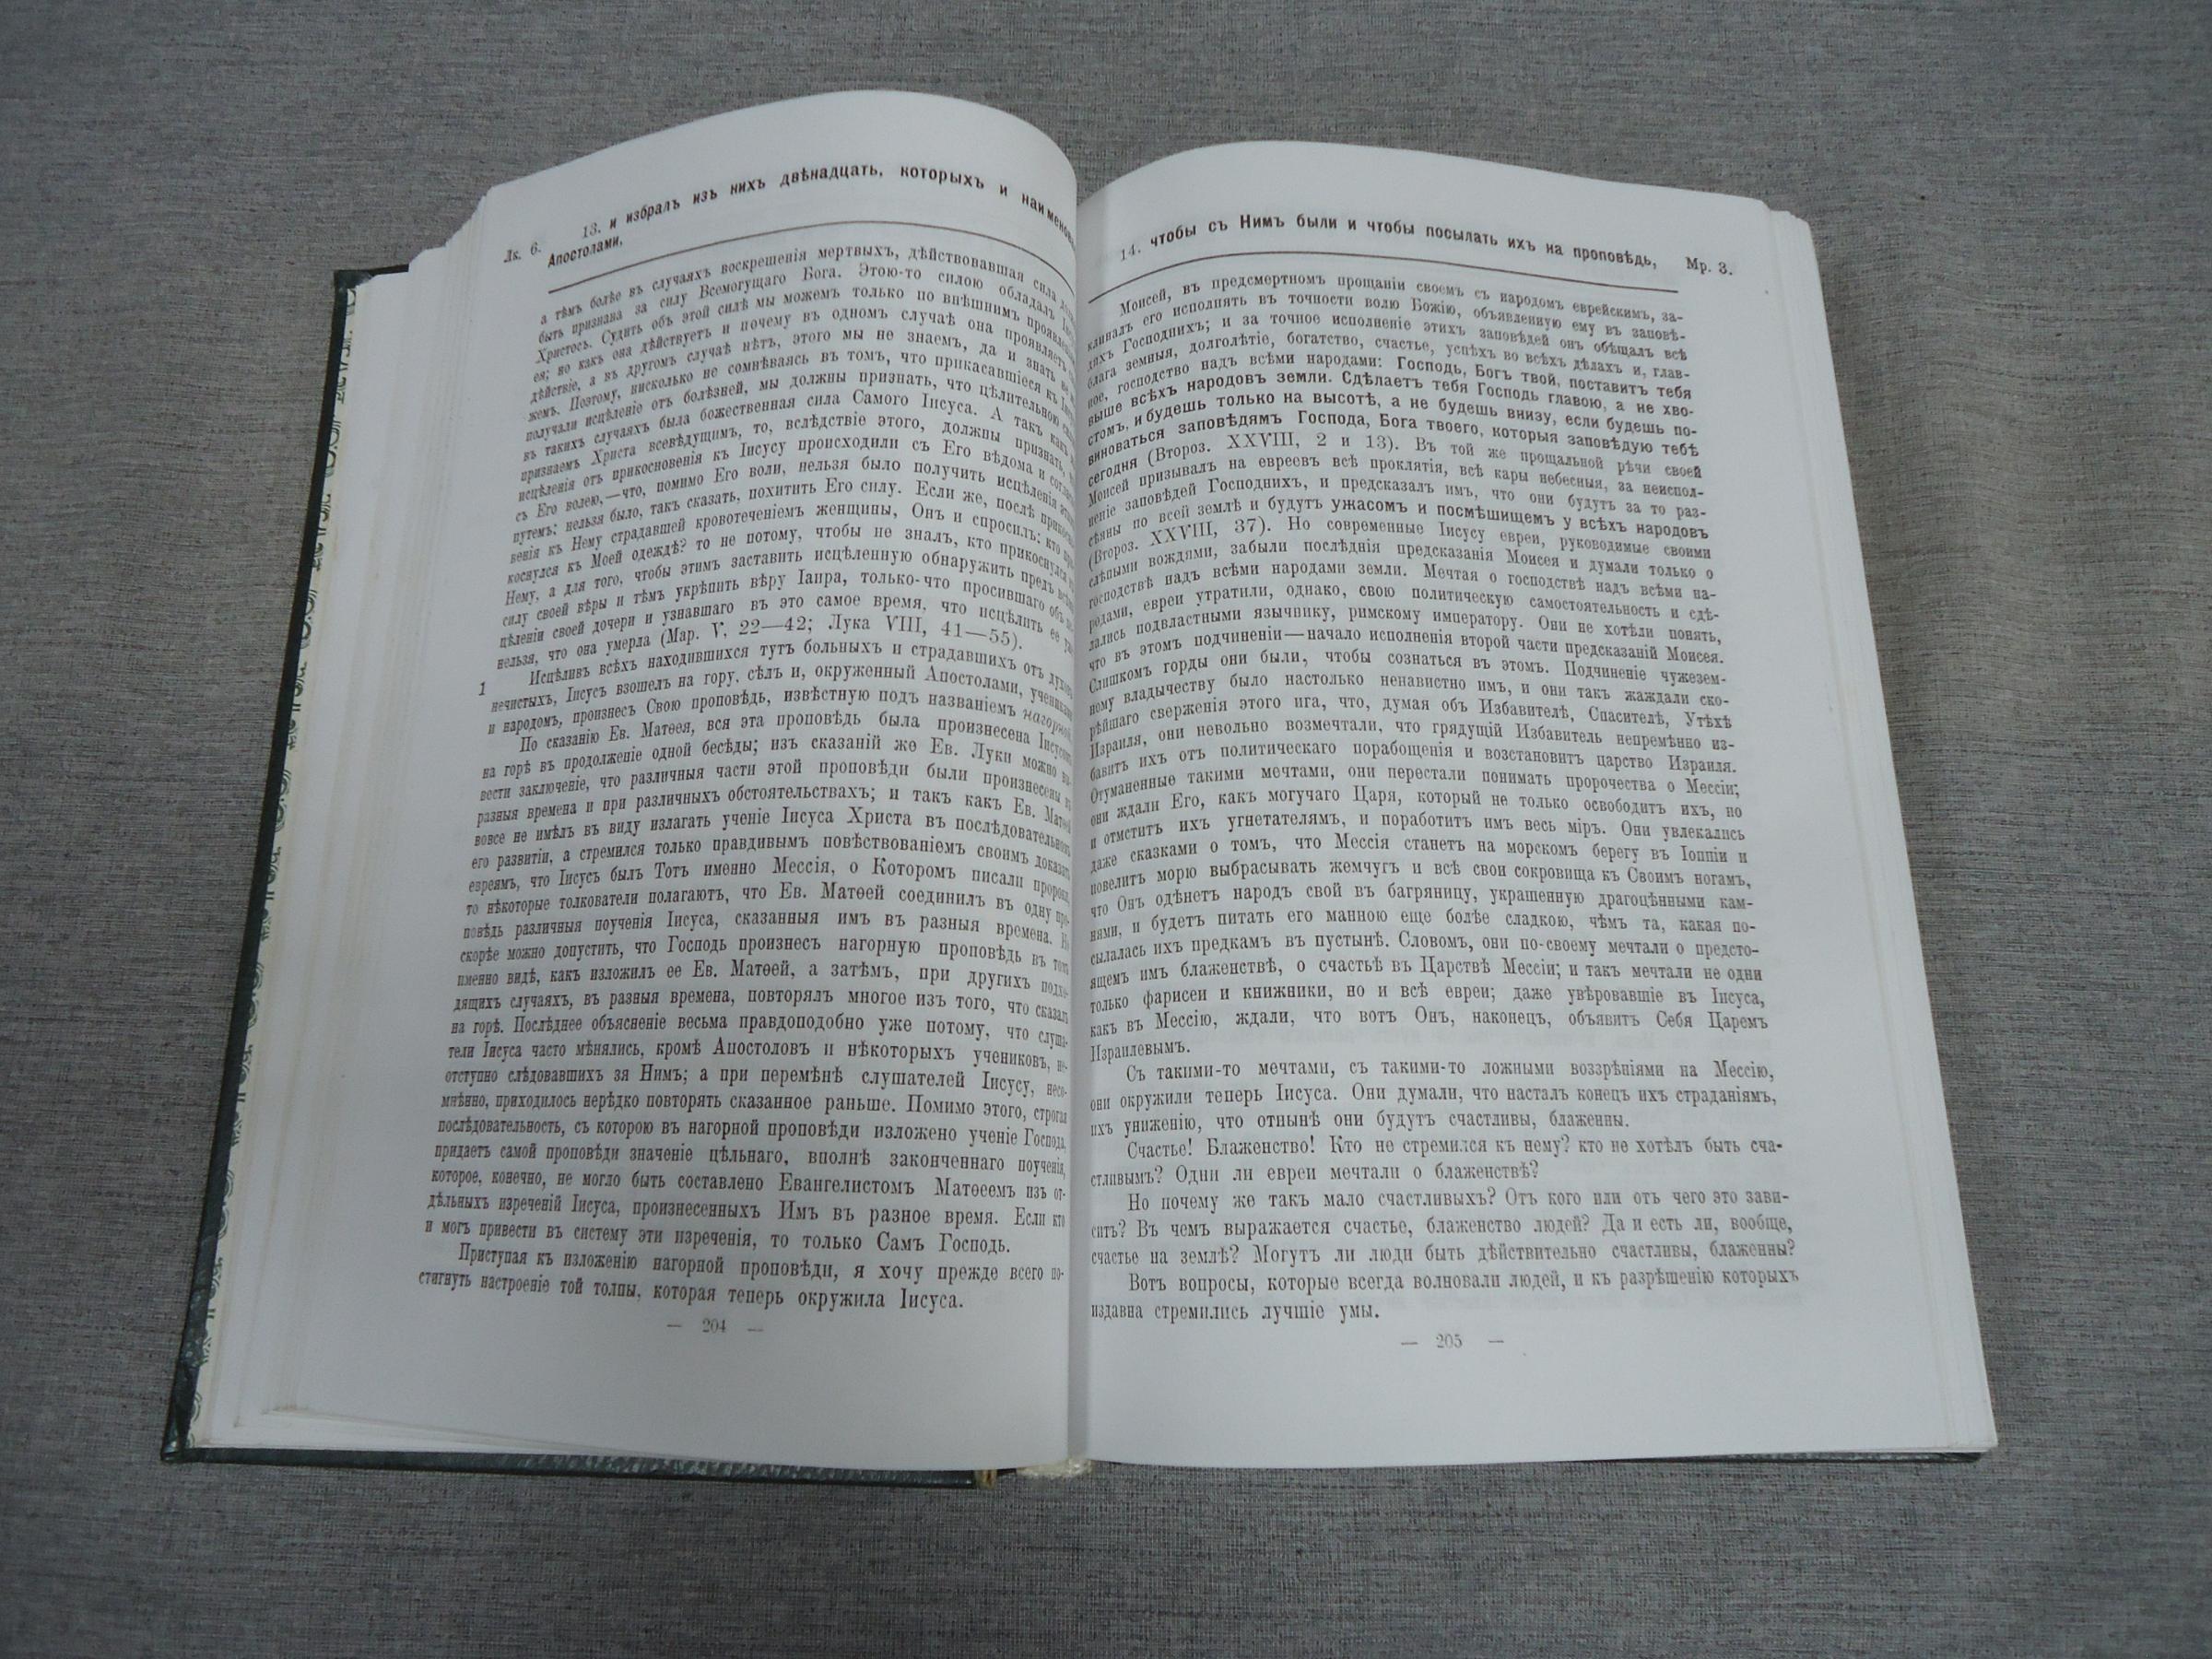 Лк. 6. 13. и избралъ изъ нихъ двѣнадцать, которыхъ и наименова
Апостолами,
а тѣмъ болѣе въ случаяхъ воскрешенія мертвыхъ, дѣйствовавшая сила
быть признава за силу Всемогущаго Бога. Этою-то силою обладалъ
Христосъ. Судить объ этой силѣ мы можемъ только по внѣшнимъ
ея; но какъ она дѣйствуетъ и почему въ одномъ случаѣ она проявляетъ
дѣйствіе, а въ другомъ случаѣ нѣтъ, этого мы не знаемъ, да и знать не
жемъ. Поэтому, нисколько не сомнѣваясь въ томъ, что прикасавшіеся къ
получали исцѣленіе отъ болѣзней, мы должны признать, что цѣлительною
въ такихъ случаяхъ была божественная сила Самого Іисуса. А такъ какъ
признаемъ Христа всевѣдущимъ, то, вслѣдствіе этого, должны признать,
исцѣленія отъ прикосновенія къ Іисусу происходили съ Его вѣдома и
съ Его волею,—что, помимо Его воли, нельзя было получить исцѣленія
путемъ; нельзя было, такъ сказать, похитить Его силу. Если же, послѣ
венія къ Нему страдавшей кровотеченіемъ женщины, Онъ и спросилъ: кто
коснулся къ Моей одеждѣ? то не потому, чтобы не зналъ, кто прикоснулся
Нему, а для того, чтобы этимъ заставить исцѣленную обнаружить предъ
силу своей вѣры и тѣмъ укрѣпить вѣру Іаира, только-что просившаго объ
цѣленіи своей дочери и узнавшаго въ это самое время, что исцѣлить ее
нельзя, что она умерла (Мар. V, 22—42; Лука VIII, 41—55).
1 Исцѣливъ всѣхъ находившихся тутъ больныхъ и страдавшихъ отъ
нечистыхъ, Іисусъ взошелъ на гору, сѣлъ и, окруженный Апостолами,
и народомъ, произнесъ Свою проповѣдь, извѣстную подъ названіемъ нагорной.
По сказанію Ев. Матѳея, вся эта проповѣдь была произнесена Іисусомъ
на горѣ въ продолженіе одной бесѣды; изъ сказаній же Ев. Луки можно
вести заключеніе, что различныя части этой проповѣди были произнесены въ
разныя времена и при различныхъ обстоятельствахъ; и такъ какъ Ев.
вовсе не имѣлъ въ виду излагать ученіе Іисуса Христа въ послѣдовательномъ
его развитіи, а стремился только правдивымъ повѣствованіемъ своимъ доказать
евреямъ, что Іисусъ былъ Тотъ именно Мессія, о Которомъ писали пророки,
то нѣкоторые толкователи полагаютъ, что Ев. Матѳей соединилъ въ одну про-
повѣдь различныя поученія Іисуса, сказанныя имъ въ разныя времена. Но
скорѣе можно допустить, что Господь произнесъ нагорную проповѣдь въ томъ
именно видѣ, какъ изложилъ ее Ев. Матѳей, а затѣмъ, при другихъ подхо-
дящихъ случаяхъ, въ разныя времена, повторялъ многое изъ того, что сказалъ
на горѣ. Послѣднее объясненіе весьма правдоподобно уже потому, что слуша-
тели Іисуса часто мѣнялись, кромѣ Апостоловъ и нѣкоторыхъ учениковъ, не-
отступно слѣдовавшихъ зя Нимъ; а при перемѣнѣ слушателей Іисусу, несо-
мнѣнно, приходилось нерѣдко повторять сказанное раньше. Помимо этого, строгая
послѣдовательность, съ которою въ нагорной проповѣди изложено ученіе Господа,
придаетъ самой проповѣди значеніе цѣльнаго, вполнѣ законченнаго поученія,
которое, конечно, не могло быть составлено Евангелистомъ Матѳеемъ изъ от-
дѣльныхъ изреченій Іисуса, произнесенныхъ Имъ въ разное время. Если кто
и могъ привести въ систему эти изреченія, то только Самъ Господь.
Приступая къ изложенію нагорной проповѣди, я хочу прежде всего по-
стигнуть настроеніе той толпы, которая теперь окружила Іисуса.
— 204 —
14. чтобы съ Нимъ были и чтобы посылать ихъ на проповѣдь, Мр. 3.
Моисей, въ предсмертномъ прощаніи своемъ съ народомъ еврейскимъ, за-
клиналъ его исполнять въ точности волю Божію, объявленную ему въ заповѣ-
дяхъ Господнихъ; и за точное исполненіе этихъ заповѣдей онъ обѣщалъ всѣ
блага земныя, долголѣтіе, богатство, счастье, успѣхъ во всѣхъ дѣлахъ и, глав-
ное, господство надъ всѣми народами: Господь, Богъ твой, поставитъ тебя
выше всѣхъ народовъ земли. Сдѣлаетъ тебя Господь главою, а не хво-
стомъ, и будешь только на высотѣ, а не будешь внизу, если будешь по-
виноваться заповѣдямъ Господа, Бога твоего, которыя заповѣдую тебѣ
сегодня (Второз. XXVIII, 2 и 13). Въ той же прощальной рѣчи своей
Моисей призывалъ на евреевъ всѣ проклятія, всѣ кары небесныя, за неиспол-
неніе заповѣдей Господнихъ, и предсказалъ имъ, что они будутъ за то раз-
сѣяны по всей землѣ и будутъ ужасомъ и посмѣшищемъ у всѣхъ народовъ
(Второз. XXVIII, 37). Но современные Іисусу евреи, руководимые своими
слѣпыми вождями, забыли послѣднія предсказанія Моисея и думали только о
господствѣ надъ всѣми народами земли. Мечтая о господствѣ надъ всѣми на-
родами, евреи утратили, однако, свою политическую самостоятельность и сдѣ-
лались подвластными язычнику, римскому императору. Они не хотѣли понять,
что въ этомъ подчиненіи—начало исполненія второй части предсказаній Моисея.
Слишкомъ горды они были, чтобы сознаться въ этомъ. Подчиненіе чужезем-
ному владычеству было настолько ненавистно имъ, и они такъ жаждали ско-
рѣйшаго сверженія этого ига, что, думая объ Избавителѣ, Спасителѣ, Утѣхѣ
Израиля, они невольно возмечтали, что грядущій Избавитель непремѣнно из-
бавитъ ихъ отъ политическаго порабощенія и возстановитъ царство Израиля.
Отуманенные такими мечтами, они перестали понимать пророчества о Мессіи;
они ждали Его, какъ могучаго Царя, который не только освободитъ ихъ, но
и отмститъ ихъ угнетателямъ, и поработитъ имъ весь міръ. Они увлекались
даже сказками о томъ, что Мессія станетъ на морскомъ берегу въ Іоппіи и
повелитъ морю выбрасывать жемчугъ и всѣ свои сокровища къ Своимъ ногамъ,
что Онъ одѣнетъ народъ свой въ багряницу, украшенную драгоцѣнными кам-
нями, и будетъ питать его манною еще болѣе сладкою, чѣмъ та, какая по-
сылалась ихъ предкамъ въ пустынѣ. Словомъ, они по-своему мечтали о предсто-
ящемъ имъ блаженствѣ, о счастьѣ въ Царствѣ Мессіи; и такъ мечтали не одни
только фарисеи и книжники, но и всѣ евреи; даже увѣровавшіе въ Іисуса,
какъ въ Мессію, ждали, что вотъ Онъ, наконецъ, объявитъ Себя Царемъ
Израилевымъ.
Съ такими-то мечтами, съ такими-то ложными воззрѣніями на Мессію,
они окружили теперь Іисуса. Они думали, что насталъ конецъ ихъ страданіямъ,
ихъ униженію, что отнынѣ они будутъ счастливы, блаженны.
Счастье! Блаженство! Кто не стремился къ нему? кто не хотѣлъ быть сча-
стливымъ? Одни ли евреи мечтали о блаженствѣ?
Но почему же такъ мало счастливыхъ? Отъ кого или отъ чего это зави-
ситъ? Въ чемъ выражается счастье, блаженство людей? Да и есть ли, вообще,
счастье на землѣ? Могутъ ли люди быть дѣйствительно счастливы, блаженны?
Вотъ вопросы, которые всегда волновали людей, и къ разрѣшенію которыхъ
издавна стремились лучшіе умы.
— 205 —